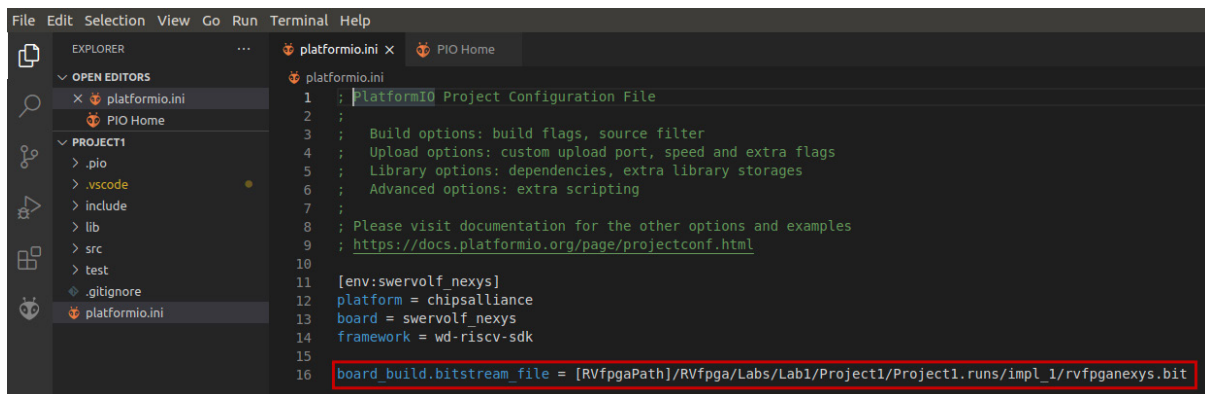 File Edit Selection View Go Run Terminal Help
EXPLORER ...
OPEN EDITORS
platformio.ini
PIO Home
PROJECT1
.pio
.vscode
include
lib
src
test
.gitignore
platformio.ini
platformio.ini PIO Home
platformio.ini
1 ; PlatformIO Project Configuration File
2 ;
3 ;   Build options: build flags, source filter
4 ;   Upload options: custom upload port, speed and extra flags
5 ;   Library options: dependencies, extra library storages
6 ;   Advanced options: extra scripting
7 ;
8 ; Please visit documentation for the other options and examples
9 ; https://docs.platformio.org/page/projectconf.html
10
11 [env:swervolf_nexys]
12 platform = chipsalliance
13 board = swervolf_nexys
14 framework = wd-riscv-sdk
15
16 board_build.bitstream_file = [RVfpgaPath]/RVfpga/Labs/Lab1/Project1/Project1.runs/impl_1/rvfpganexys.bit